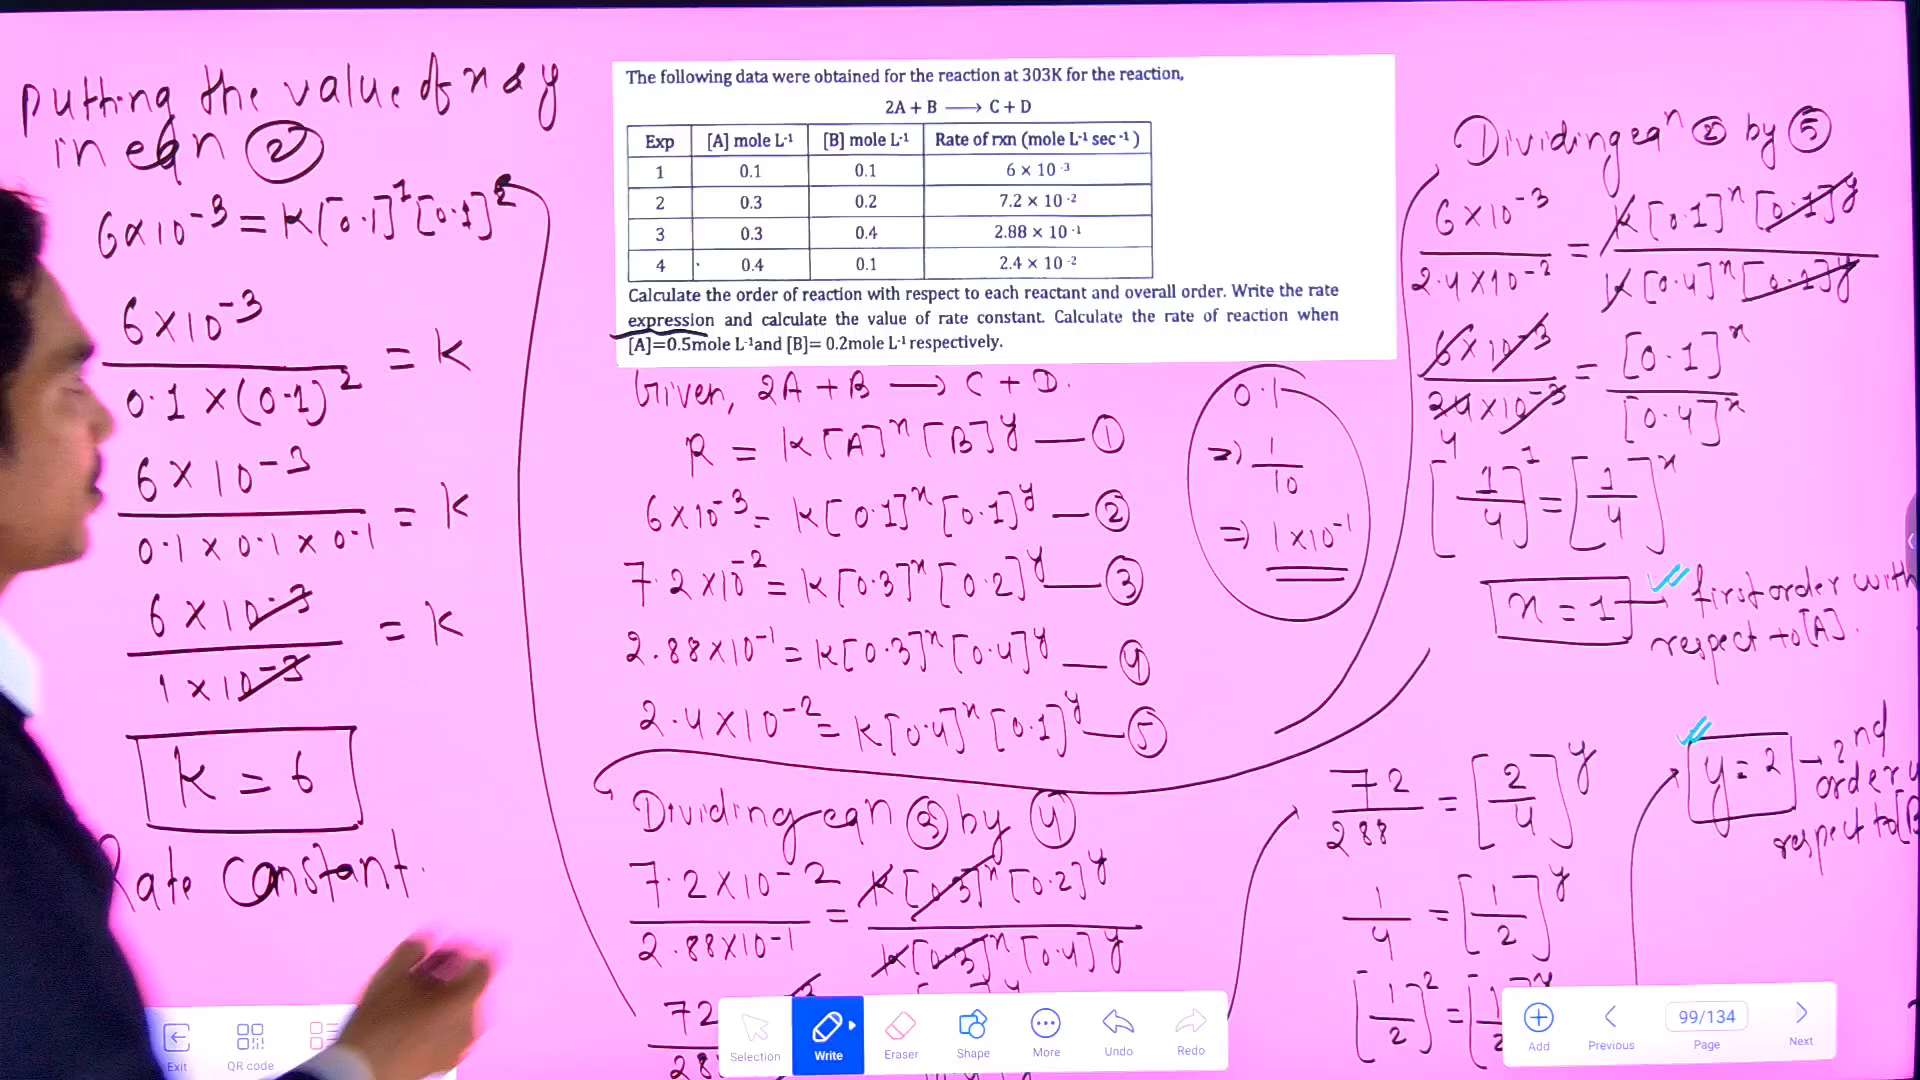 Putting the value of x & y
in eqn ②
6×10⁻³ = K[0.1]¹[0.1]²
6×10⁻³
0.1 × (0.1)² = K
6 × 10⁻³
0.1 × 0.1 × 0.1 = K
6 × 10⁻³
1 × 10⁻³ = K
K = 6
Rate Constant.
The following data were obtained for the reaction at 303K for the reaction,
2A + B ⟶ C + D
Exp [A] mole L⁻¹ [B] mole L⁻¹ Rate of rxn (mole L⁻¹ sec⁻¹)
1 0.1 0.1 6 × 10⁻³
2 0.3 0.2 7.2 × 10⁻²
3 0.3 0.4 2.88 × 10⁻¹
4 0.4 0.1 2.4 × 10⁻²
Calculate the order of reaction with respect to each reactant and overall order. Write the rate
expression and calculate the value of rate constant. Calculate the rate of reaction when
[A]=0.5mole L⁻¹and [B]= 0.2mole L⁻¹ respectively.
Given, 2A + B ⟶ C + D.
R = K[A]ˣ[B]ʸ — ①
6×10⁻³ = K[0.1]ˣ[0.1]ʸ — ②
7.2×10⁻² = K[0.3]ˣ[0.2]ʸ — ③
2.88×10⁻¹ = K[0.3]ˣ[0.4]ʸ — ④
2.4×10⁻² = K[0.4]ˣ[0.1]ʸ — ⑤
0.1
⇒ 1
10
⇒ 1×10⁻¹
Dividing eqn ③ by ④
7.2×10⁻² = K[0.3]ˣ[0.2]ʸ
2.88×10⁻¹ K[0.3]ˣ[0.4]ʸ
72
Dividing eqn ② by ⑤
6×10⁻³ = K[0.1]ˣ[0.1]ʸ
2.4×10⁻² K[0.4]ˣ[0.1]ʸ
6×10⁻³ = [0.1]ˣ
24×10⁻³ [0.4]ˣ
4
[1/4]¹ = [1/4]ˣ
x = 1 → first order with
respect to [A].
72 = [2/4]ʸ
288
1/4 = [1/2]ʸ
[1/2]² =
y = 2 → 2nd
order
respect to [B
Exit
QR code
Selection
Write
Eraser
Shape
More
Undo
Redo
Add
Previous
99/134
Page
Next